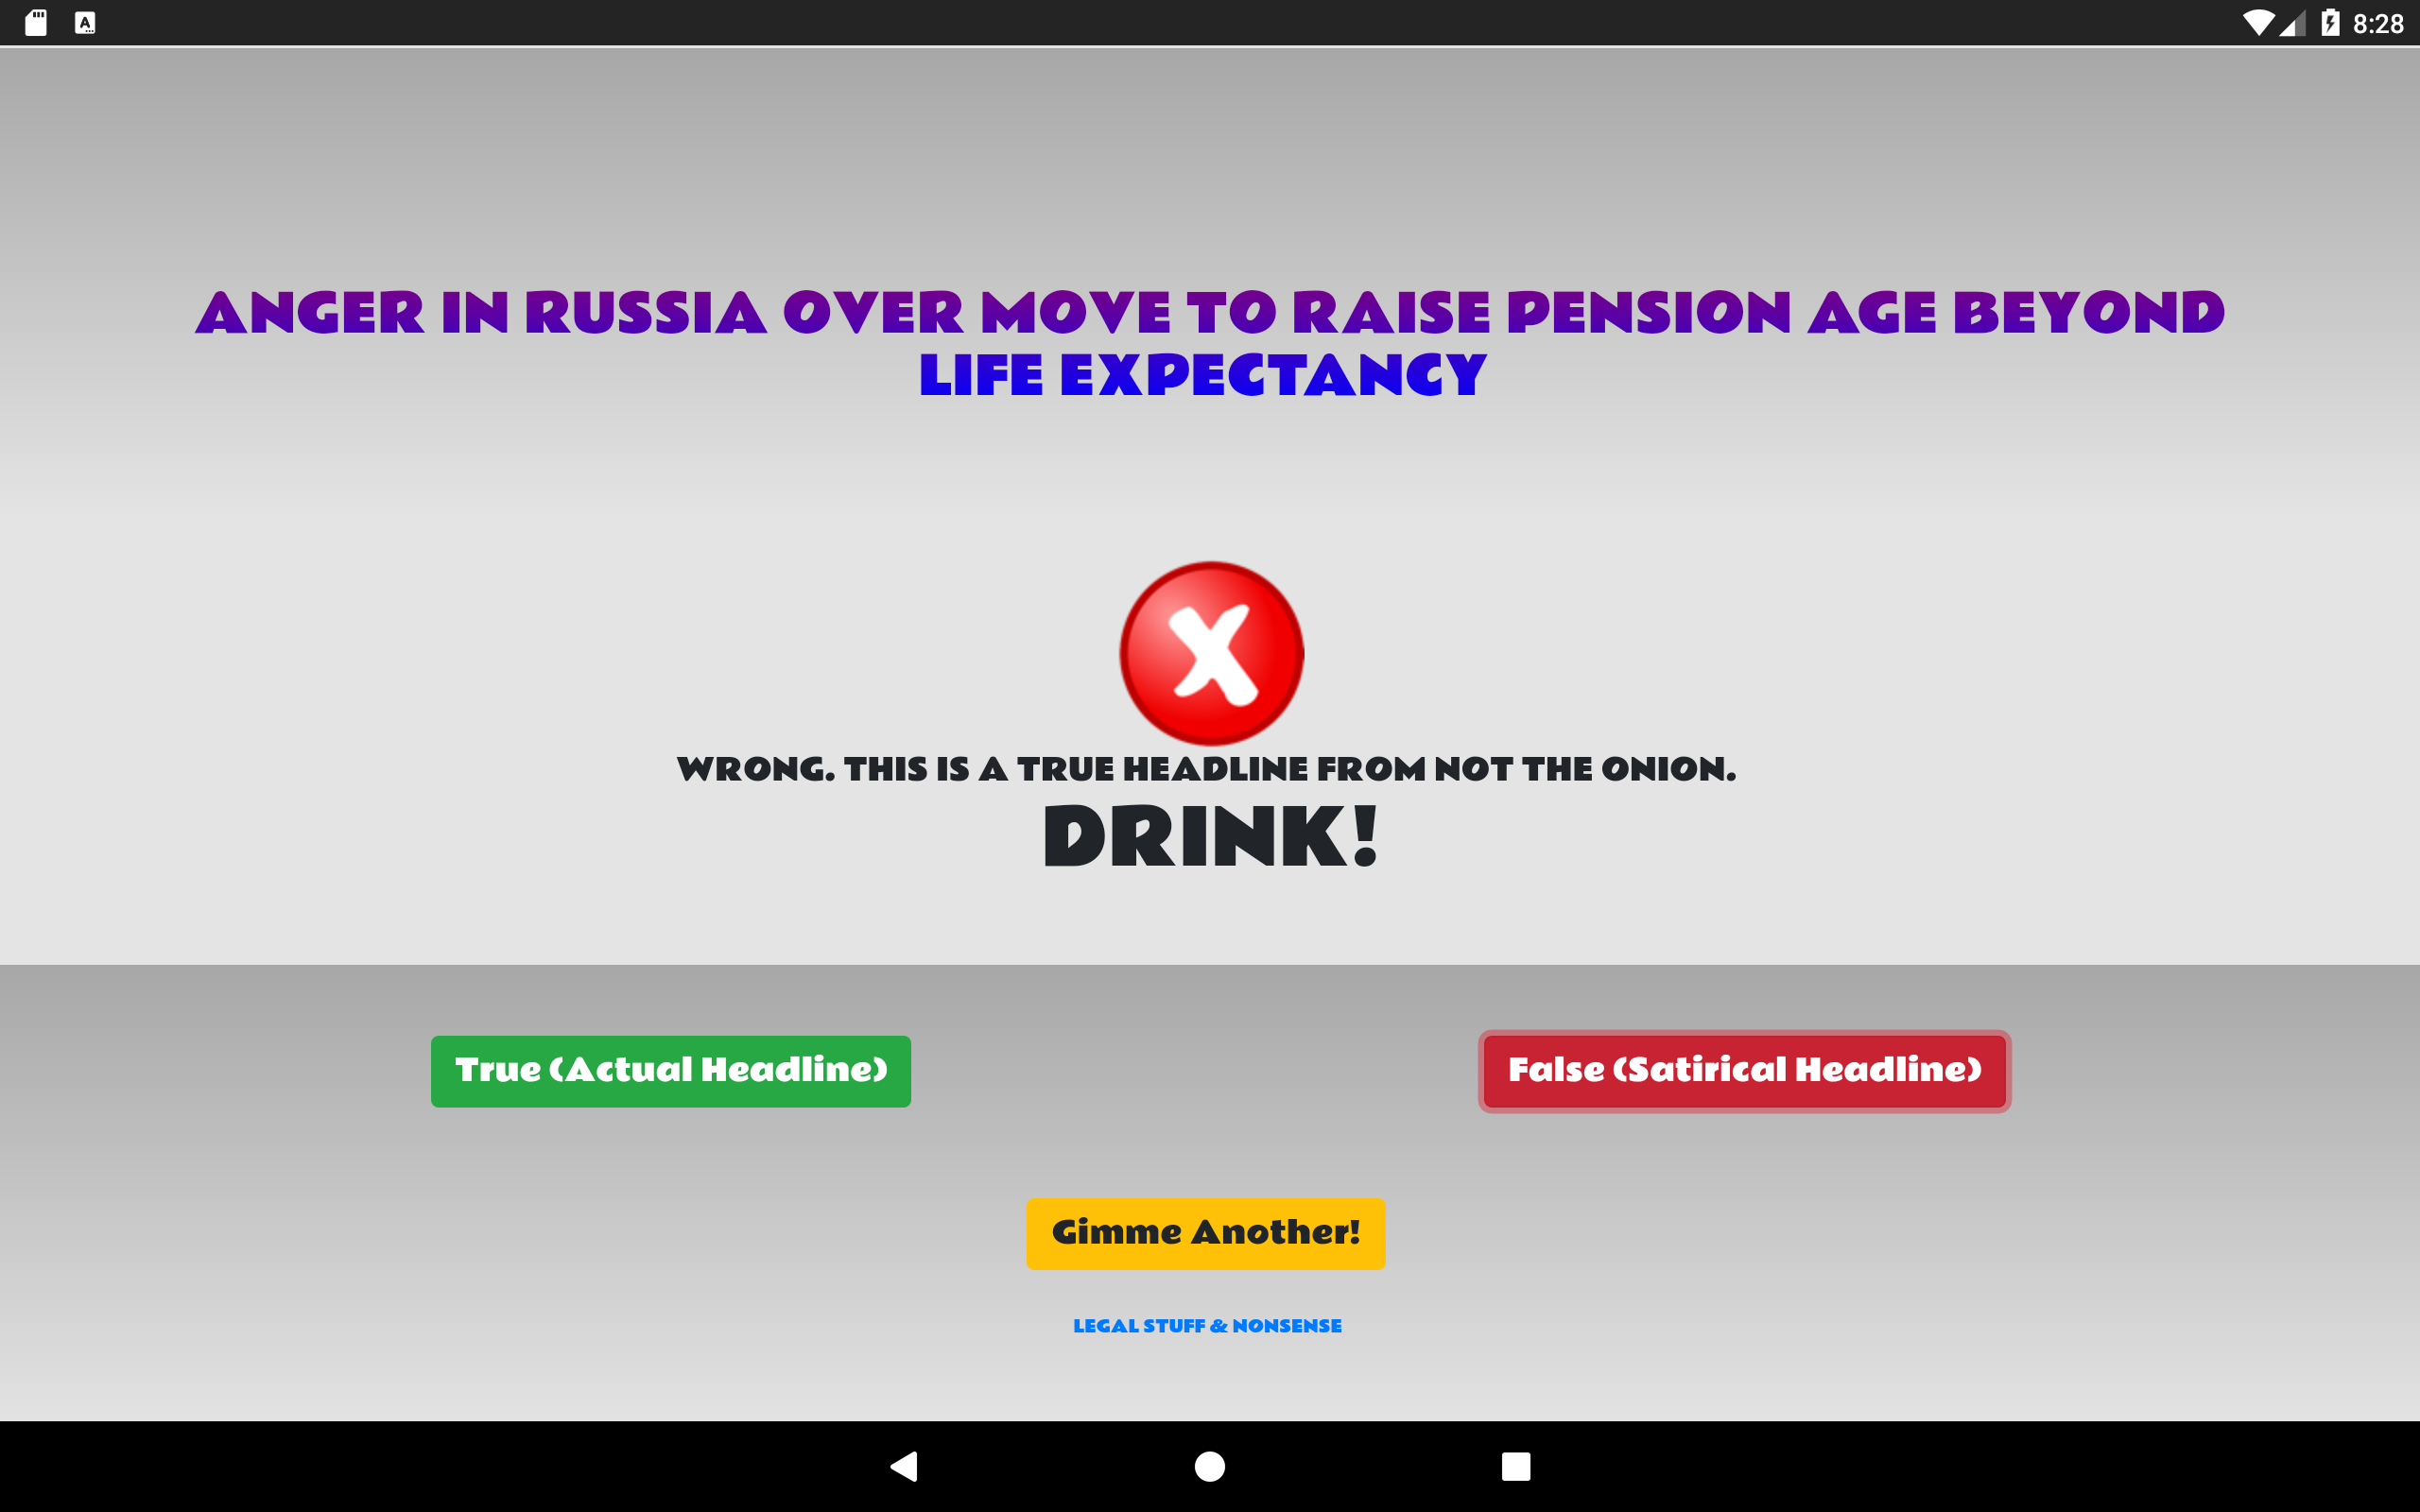 8:28
ANGER IN RUSSIA OVER MOVE TO RAISE PENSION AGE BEYOND
LIFE EXPECTANCY
X
WRONG. THIS IS A TRUE HEADLINE FROM NOT THE ONION.
DRINK!
True (Actual Headline)
False (Satirical Headline)
Gimme Another!
LEGAL STUFF & NONSENSE